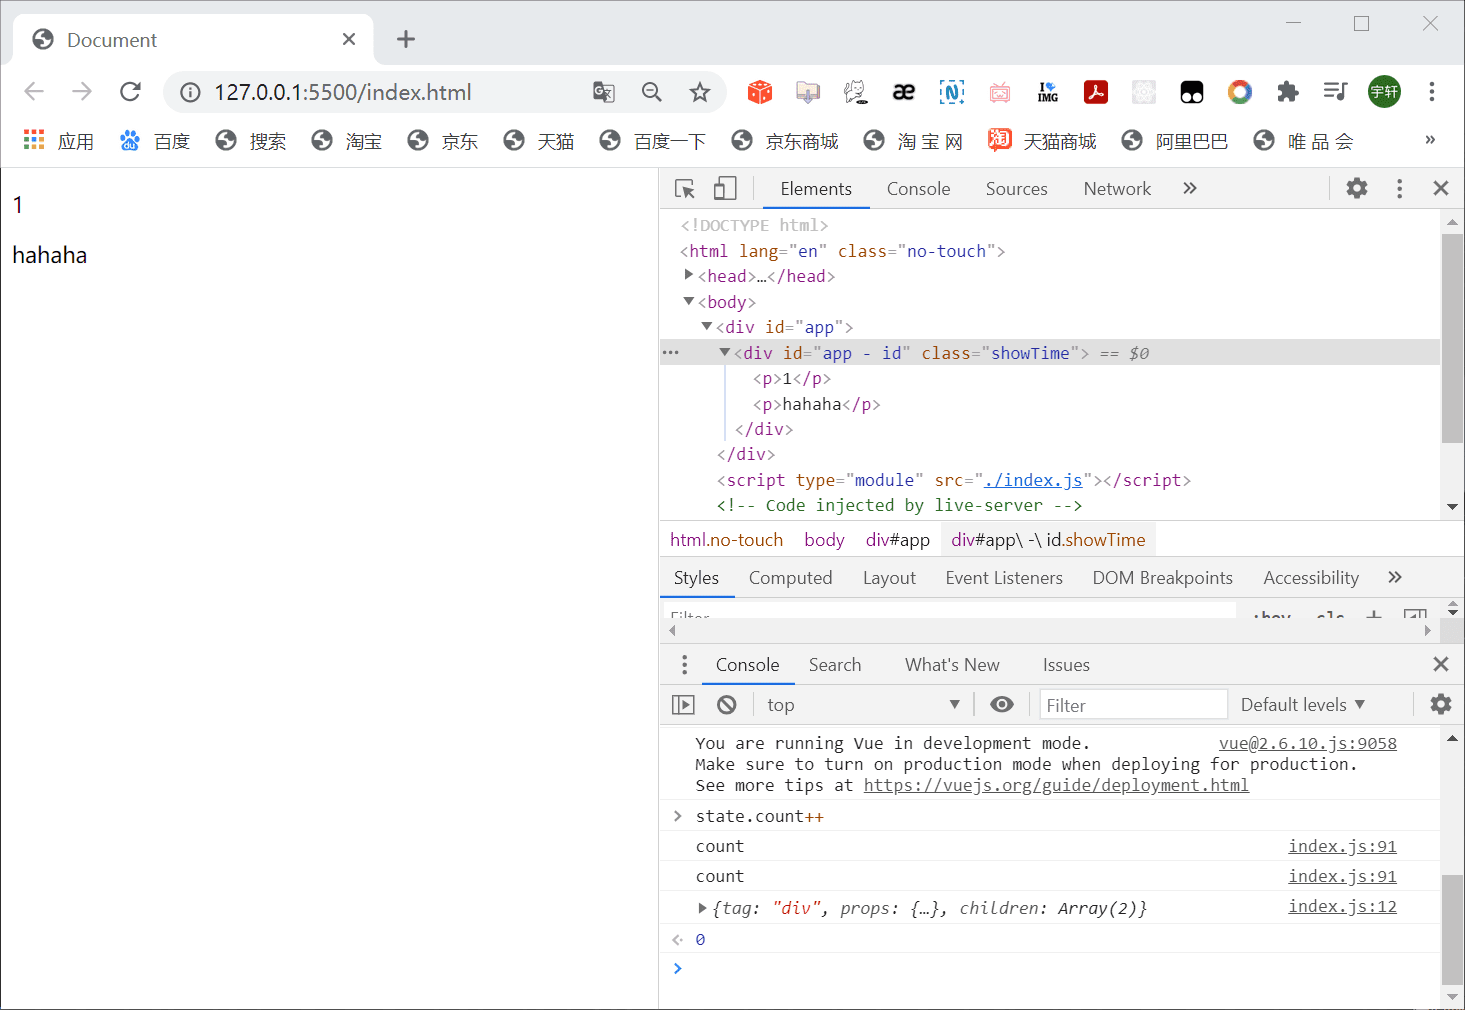 Document
127.0.0.1:5500/index.html
宇轩
应用 百度 搜索 淘宝 京东 天猫 百度一下 京东商城 淘 宝 网 天猫商城 阿里巴巴 唯 品 会 »
1
hahaha
Elements Console Sources Network »
<!DOCTYPE html>
<html lang="en" class="no-touch">
<head>…</head>
<body>
<div id="app">
<div id="app - id" class="showTime"> == $0
<p>1</p>
<p>hahaha</p>
</div>
</div>
<script type="module" src="./index.js"></script>
<!-- Code injected by live-server -->
html.no-touch body div#app div#app\ -\ id.showTime
Styles Computed Layout Event Listeners DOM Breakpoints Accessibility »
Filter :hov .cls +
Console Search What's New Issues
top Filter Default levels
You are running Vue in development mode. vue@2.6.10.js:9058
Make sure to turn on production mode when deploying for production.
See more tips at https://vuejs.org/guide/deployment.html
> state.count++
count index.js:91
count index.js:91
{tag: "div", props: {…}, children: Array(2)} index.js:12
0
>